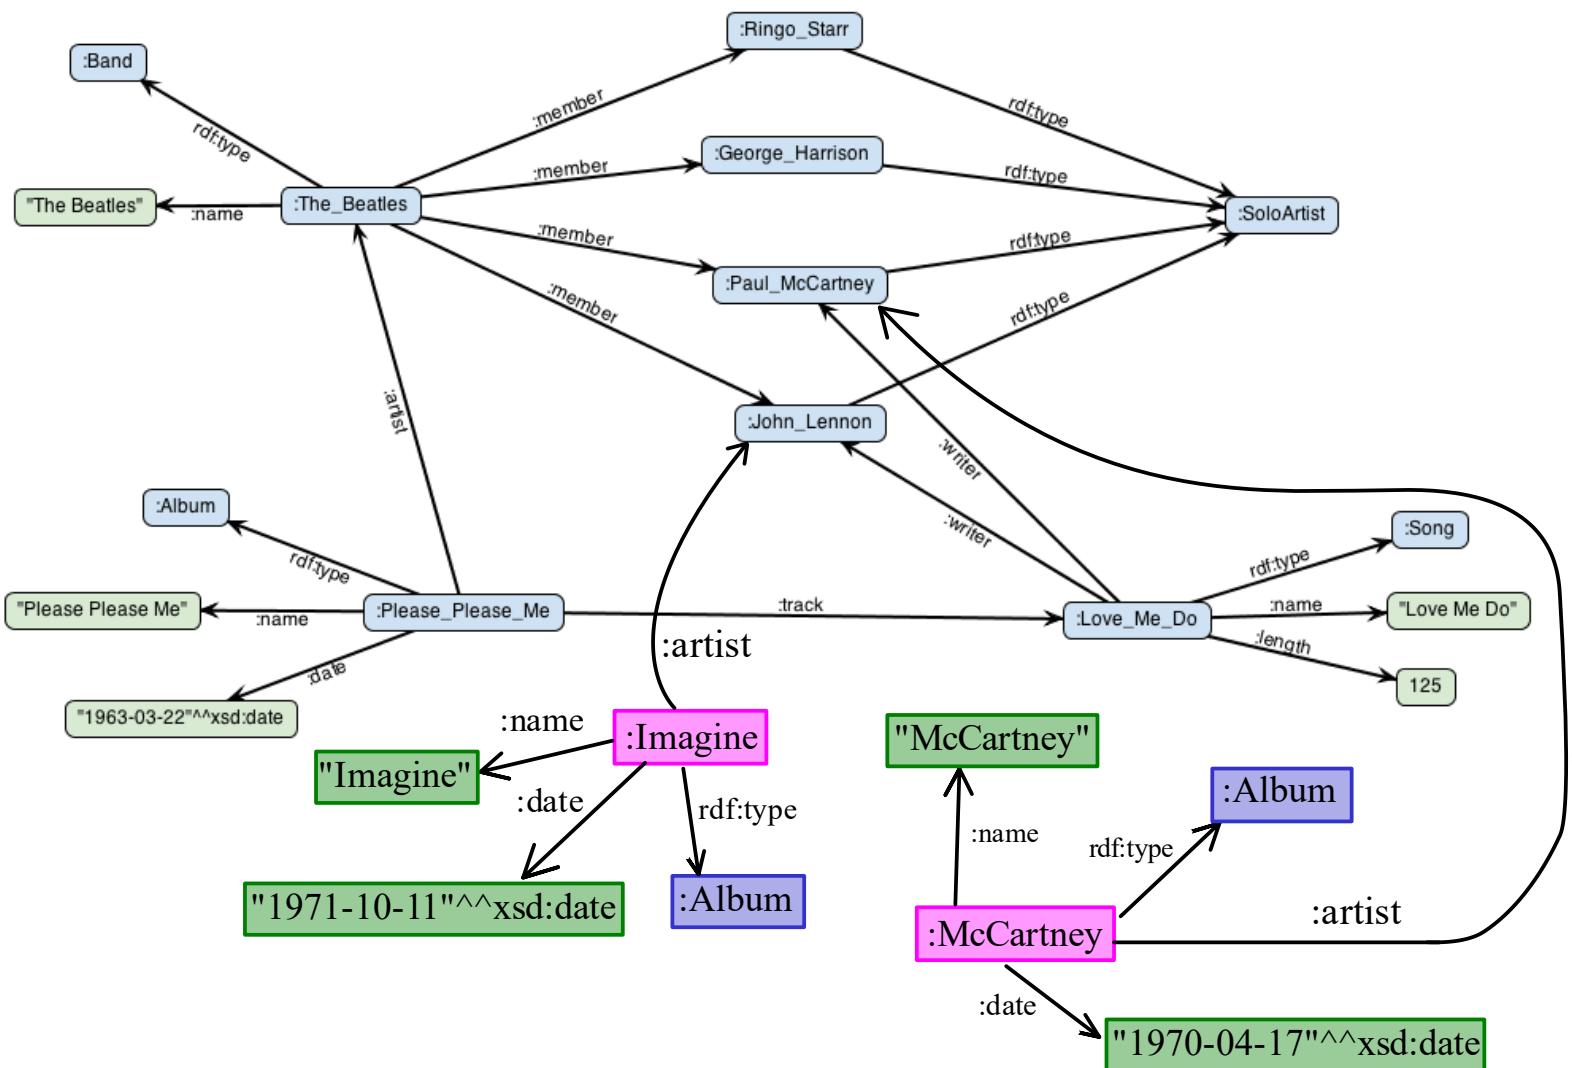 :Ringo_Starr
:Band
:member
rdf:type
rdf:type
:George_Harrison
:member
rdf:type
"The Beatles"
:name
:The_Beatles
:SoloArtist
:member
rdf:type
:Paul_McCartney
:member
rdf:type
:artist
:John_Lennon
:writer
:writer
:Album
:Song
rdf:type
rdf:type
"Please Please Me"
:name
:Please_Please_Me
:track
:Love_Me_Do
:name
"Love Me Do"
:length
:date
125
"1963-03-22"^^xsd:date
:artist
:name
:Imagine
"Imagine"
:date
rdf:type
"1971-10-11"^^xsd:date
:Album
"McCartney"
:Album
:name
rdf:type
:McCartney
:artist
:date
"1970-04-17"^^xsd:date